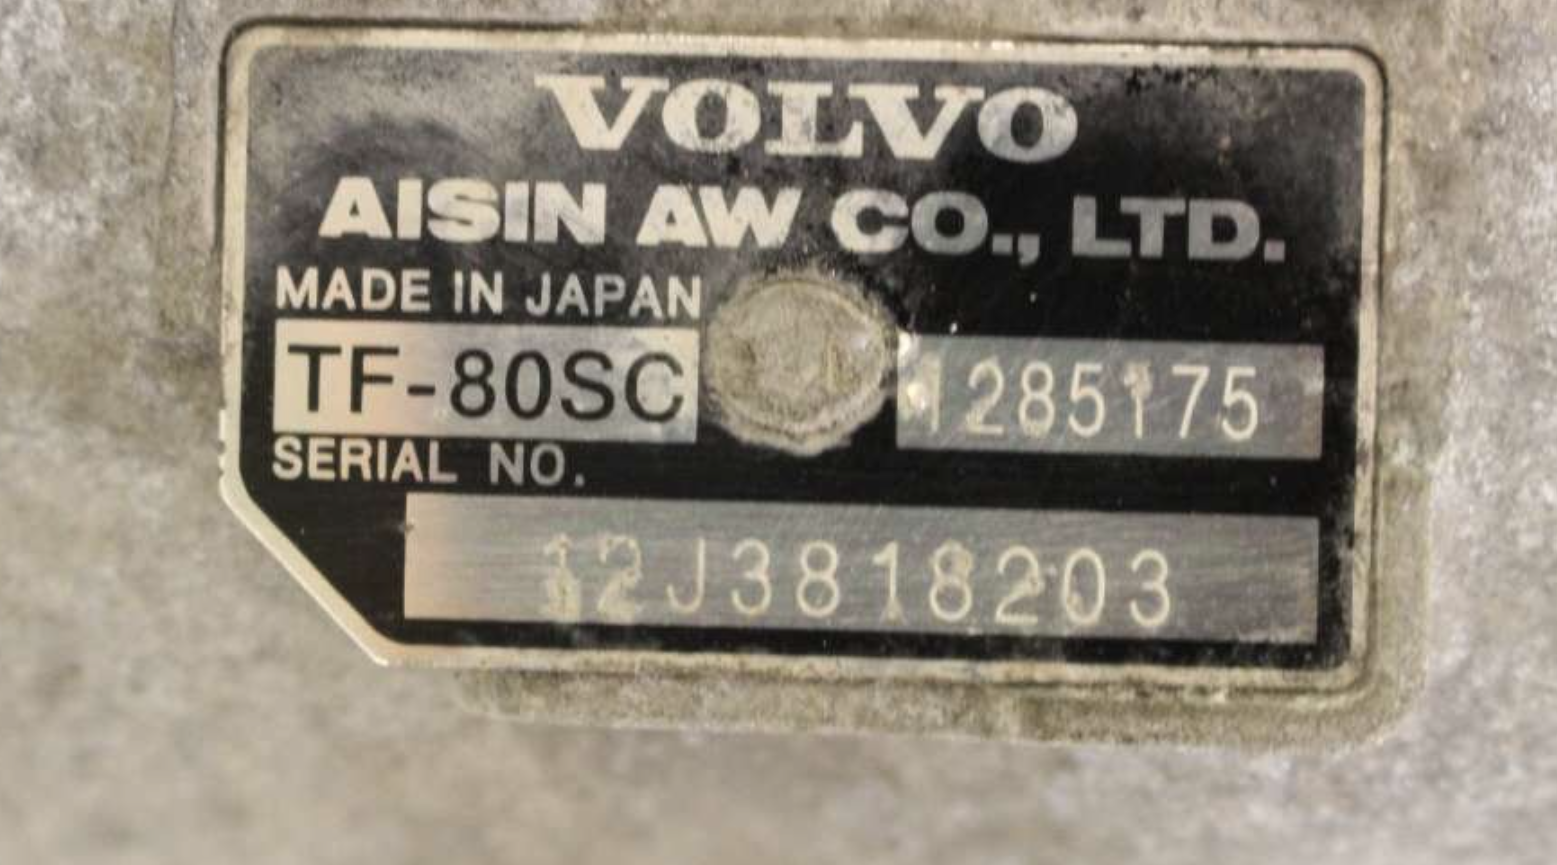 VOLVO
AISIN AW CO., LTD.
MADE IN JAPAN
TF-80SC 1285175
SERIAL NO.
12J3818203